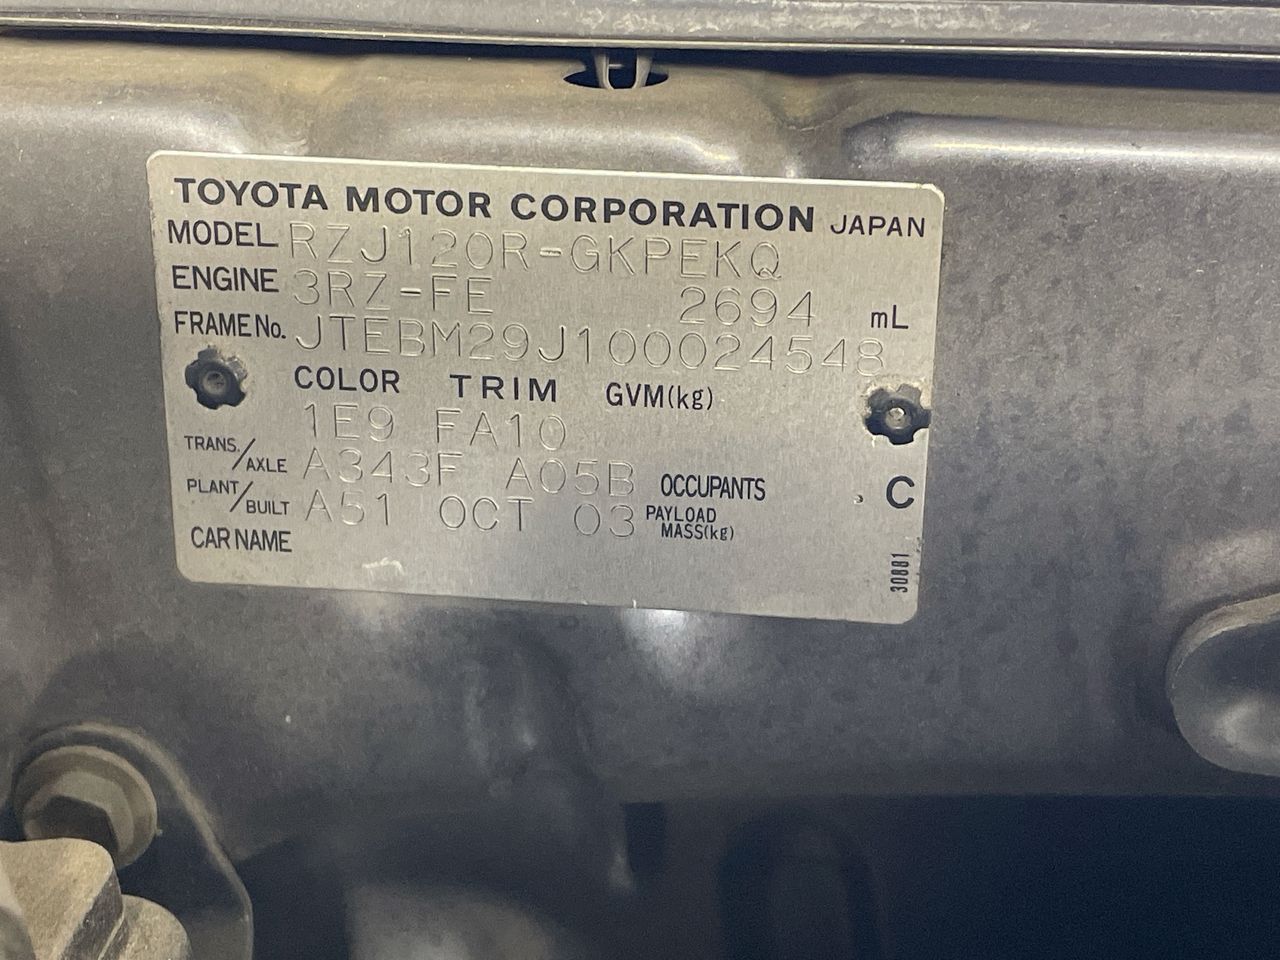 TOYOTA MOTOR CORPORATION JAPAN
MODEL RZJ120R-GKPEKQ
ENGINE 3RZ-FE 2694 mL
FRAME No. JTEBM29J100024548
COLOR TRIM GVM(kg)
1E9 FA10
TRANS./AXLE A343F A05B OCCUPANTS C
PLANT/BUILT A51 OCT 03 PAYLOAD MASS(kg)
CAR NAME
30881